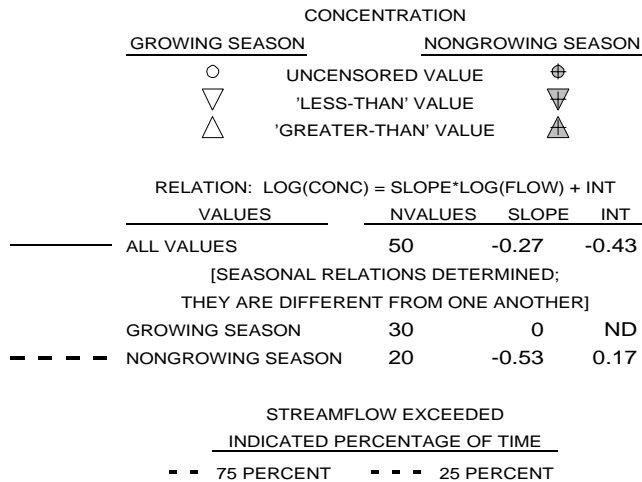 CONCENTRATION
GROWING SEASON NONGROWING SEASON
UNCENSORED VALUE
'LESS-THAN' VALUE
'GREATER-THAN' VALUE
RELATION: LOG(CONC) = SLOPE*LOG(FLOW) + INT
VALUES NVALUES SLOPE INT
ALL VALUES 50 -0.27 -0.43
[SEASONAL RELATIONS DETERMINED;
THEY ARE DIFFERENT FROM ONE ANOTHER]
GROWING SEASON 30 0 ND
NONGROWING SEASON 20 -0.53 0.17
STREAMFLOW EXCEEDED
INDICATED PERCENTAGE OF TIME
75 PERCENT 25 PERCENT